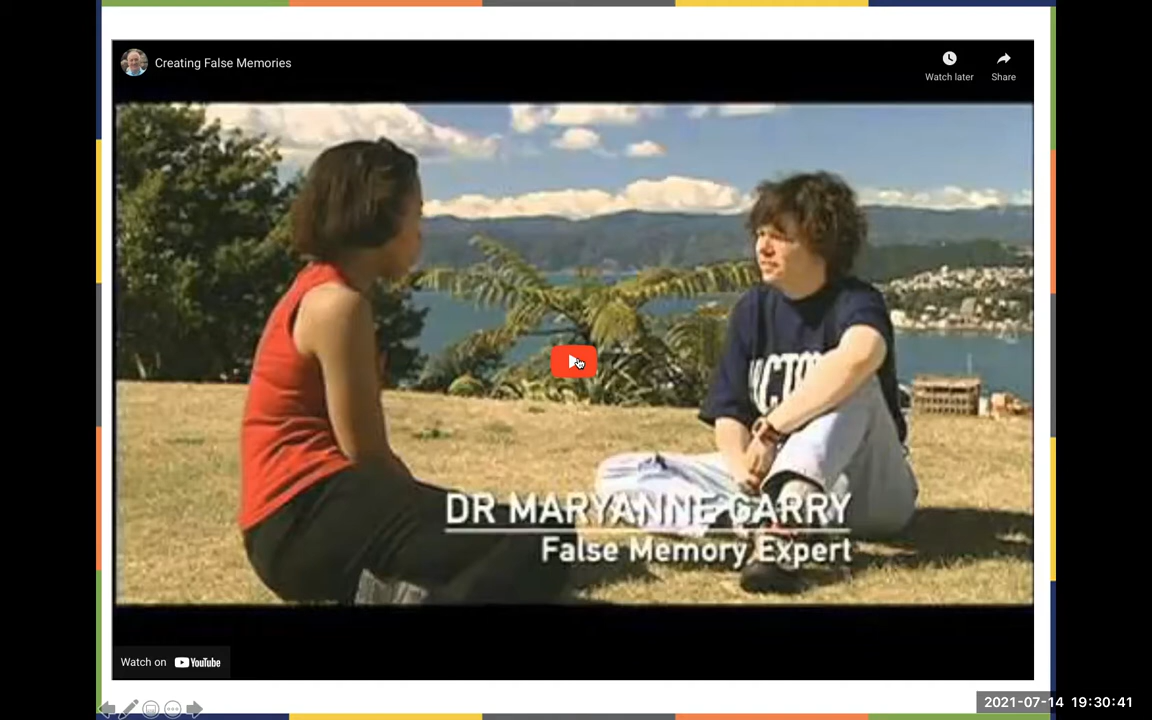 Creating False Memories
Watch later
Share
VICTO
DR MARYANNE GARRY
False Memory Expert
Watch on YouTube
2021-07-14 19:30:41